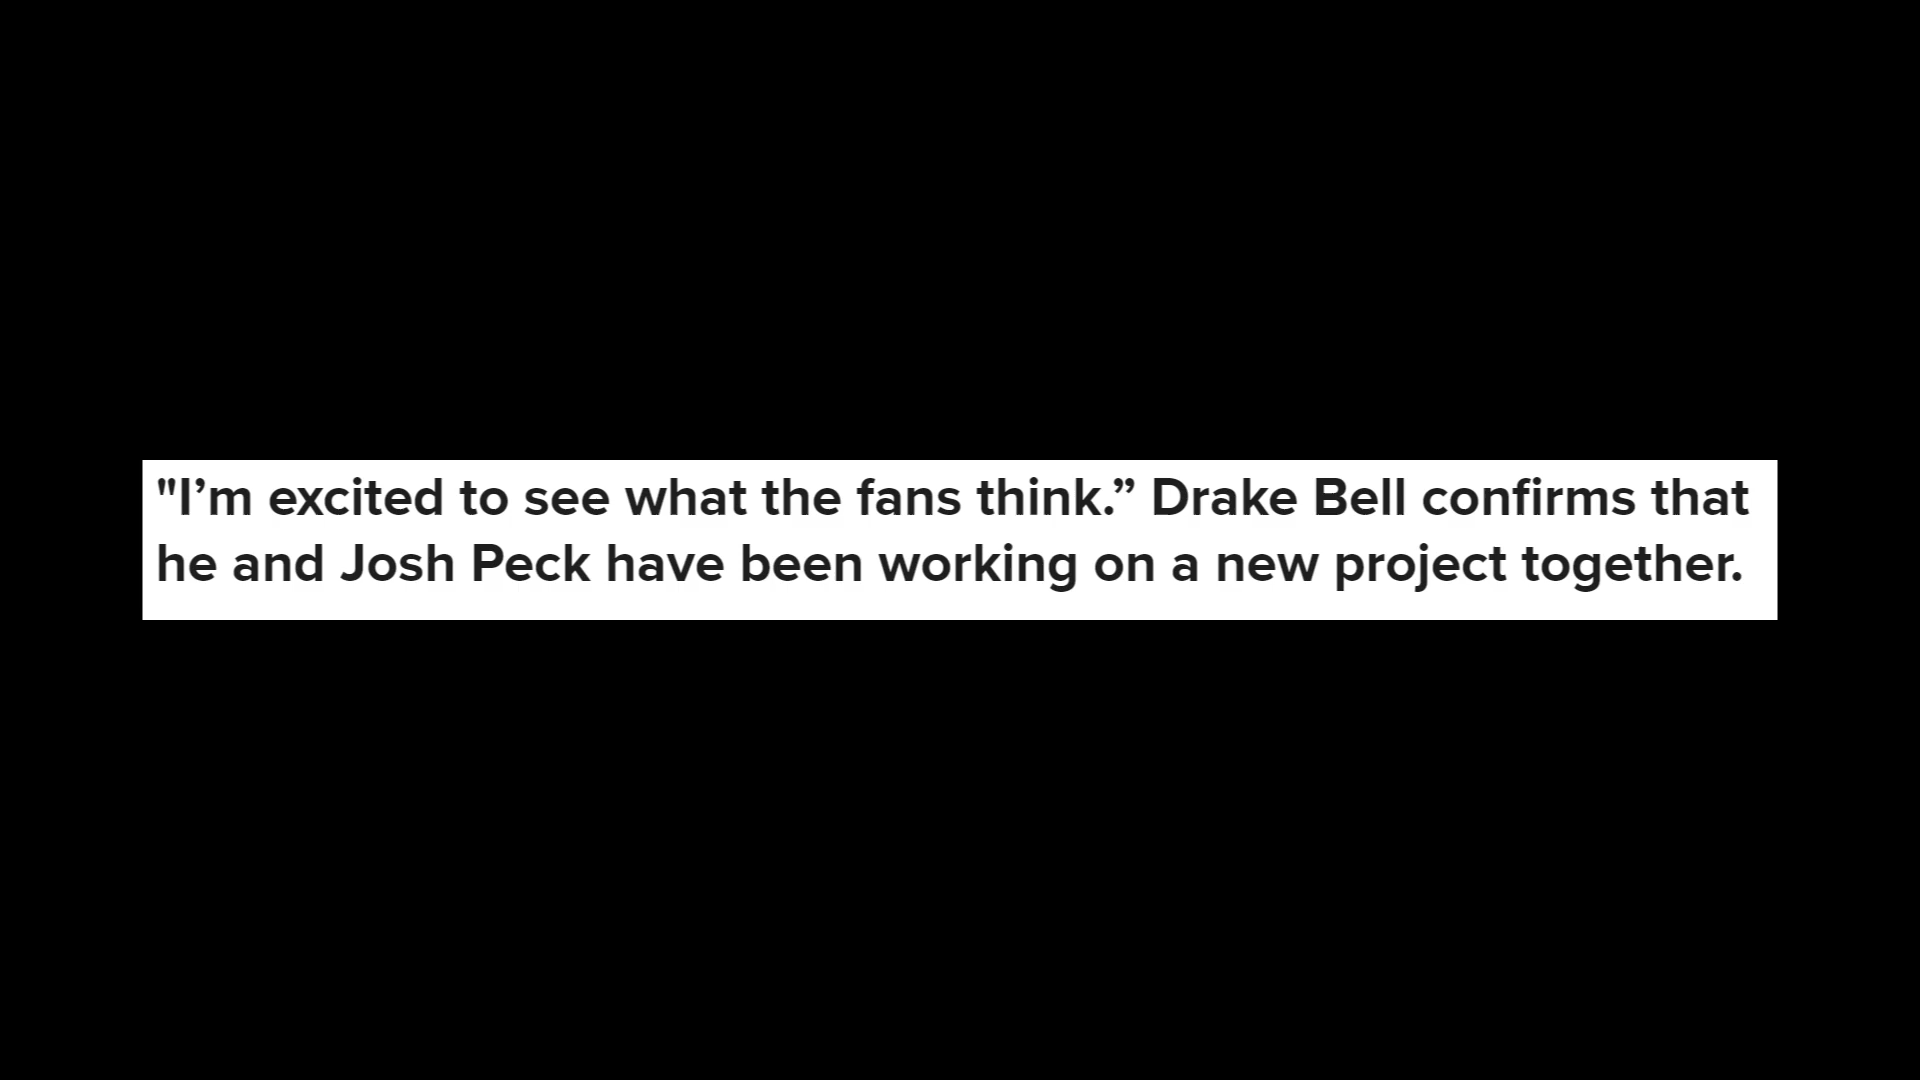 "I’m excited to see what the fans think.” Drake Bell confirms that
he and Josh Peck have been working on a new project together.